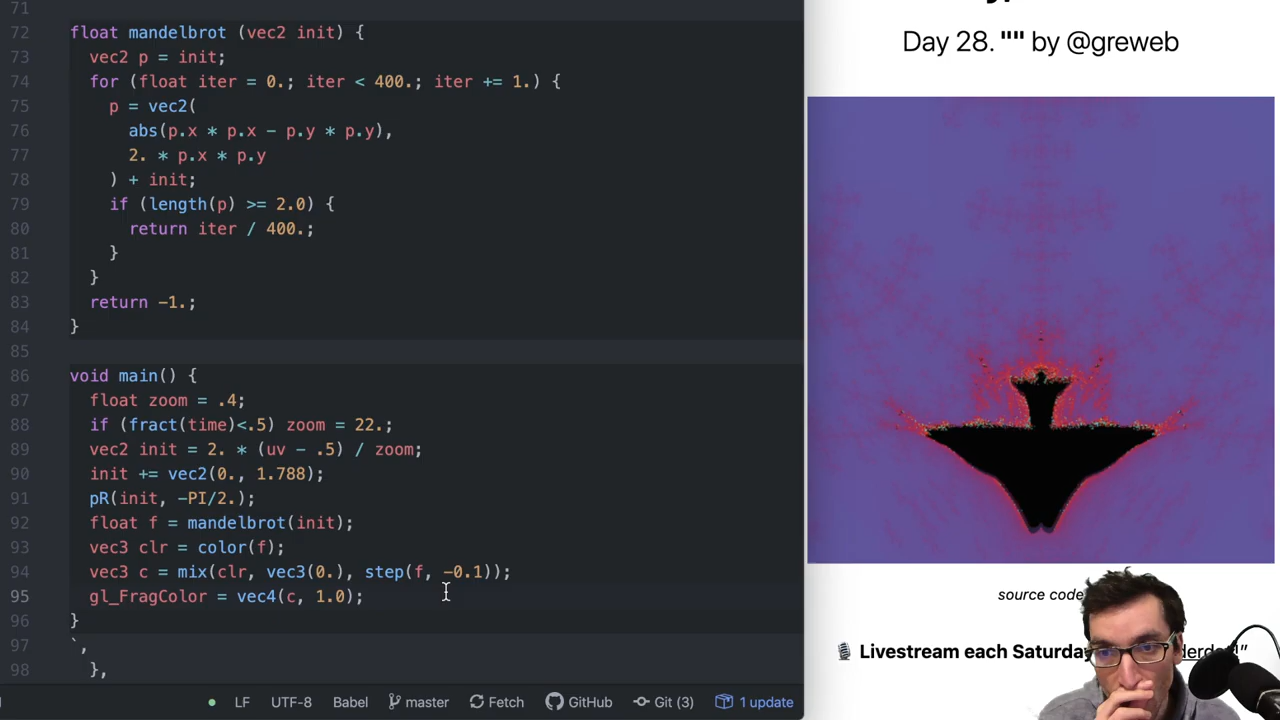 71
72 float mandelbrot (vec2 init) {
73 vec2 p = init;
74 for (float iter = 0.; iter < 400.; iter += 1.) {
75 p = vec2(
76 abs(p.x * p.x - p.y * p.y),
77 2. * p.x * p.y
78 ) + init;
79 if (length(p) >= 2.0) {
80 return iter / 400.;
81 }
82 }
83 return -1.;
84 }
85
86 void main() {
87 float zoom = .4;
88 if (fract(time)<.5) zoom = 22.;
89 vec2 init = 2. * (uv - .5) / zoom;
90 init += vec2(0., 1.788);
91 pR(init, -PI/2.);
92 float f = mandelbrot(init);
93 vec3 clr = color(f);
94 vec3 c = mix(clr, vec3(0.), step(f, -0.1));
95 gl_FragColor = vec4(c, 1.0);
96 }
97 `,
98 },
LF UTF-8 Babel master Fetch GitHub Git (3) 1 update
Day 28. "" by @greweb
source code
🎙 Livestream each Saturday